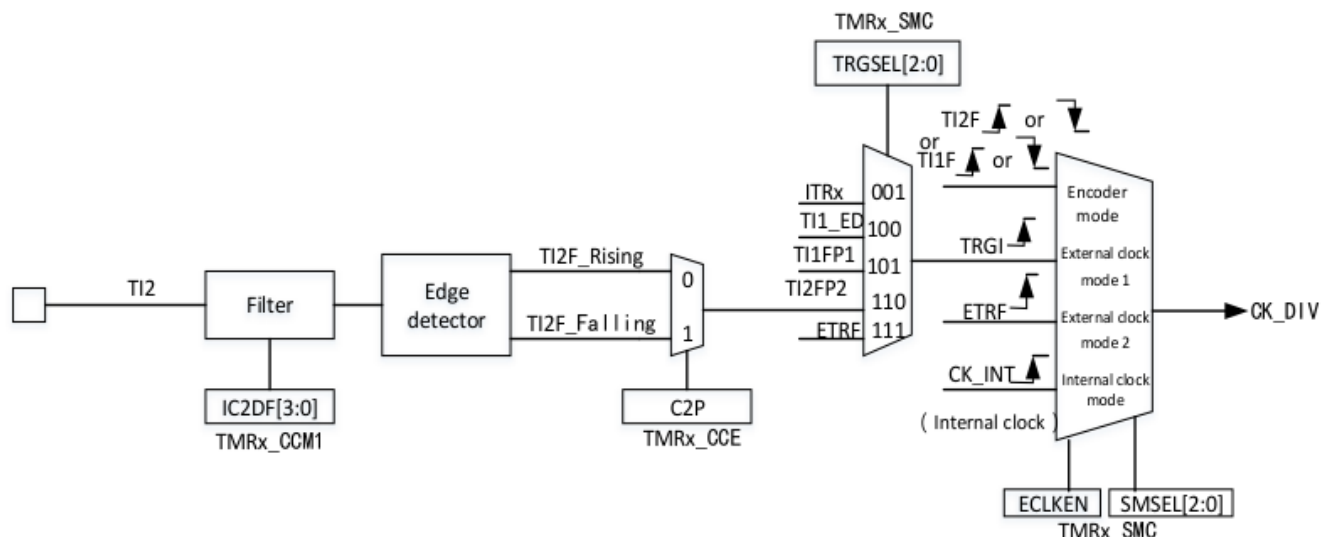 TMRx_SMC
TRGSEL[2:0]
TI2F or
or
TI1F or
ITRx 001
TI1_ED 100
TI1FP1 101
TI2FP2 110
ETRF 111
Encoder
mode
TRGI
External clock
mode 1
ETRF
External clock
mode 2
CK_INT
Internal clock
mode
( Internal clock )
CK_DIV
TI2
Filter
Edge
detector
TI2F_Rising
TI2F_Falling
0
1
IC2DF[3:0]
TMRx_CCM1
C2P
TMRx_CCE
ECLKEN SMSEL[2:0]
TMRx_SMC